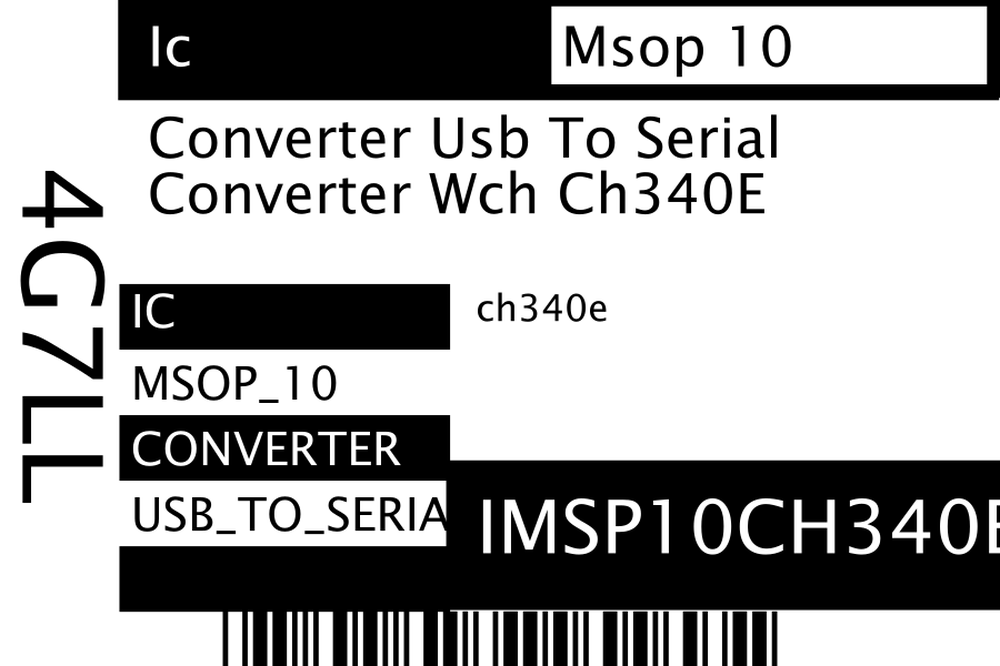 Ic
Msop 10
Converter Usb To Serial
Converter Wch Ch340E
4G7LL
IC
ch340e
MSOP_10
CONVERTER
USB_TO_SERIA
IMSP10CH340E